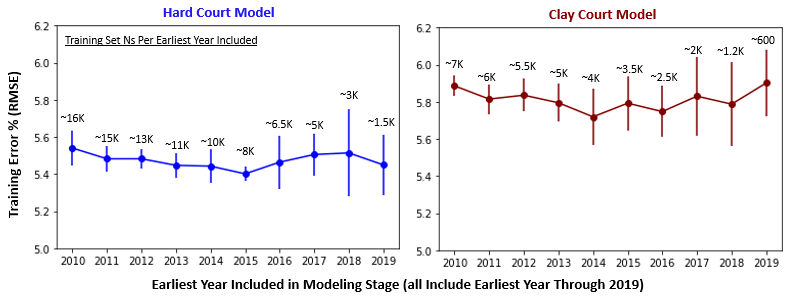 Hard Court Model
Training Set Ns Per Earliest Year Included
Training Error % (RMSE)
6.2
6.0
5.8
5.6
5.4
5.2
5.0
~16K
~15K
~13K
~11K
~10K
~8K
~6.5K
~5K
~3K
~1.5K
2010 2011 2012 2013 2014 2015 2016 2017 2018 2019
Clay Court Model
6.2
6.0
5.8
5.6
5.4
5.2
5.0
~7K
~6K
~5.5K
~5K
~4K
~3.5K
~2.5K
~2K
~1.2K
~600
2010 2011 2012 2013 2014 2015 2016 2017 2018 2019
Earliest Year Included in Modeling Stage (all Include Earliest Year Through 2019)